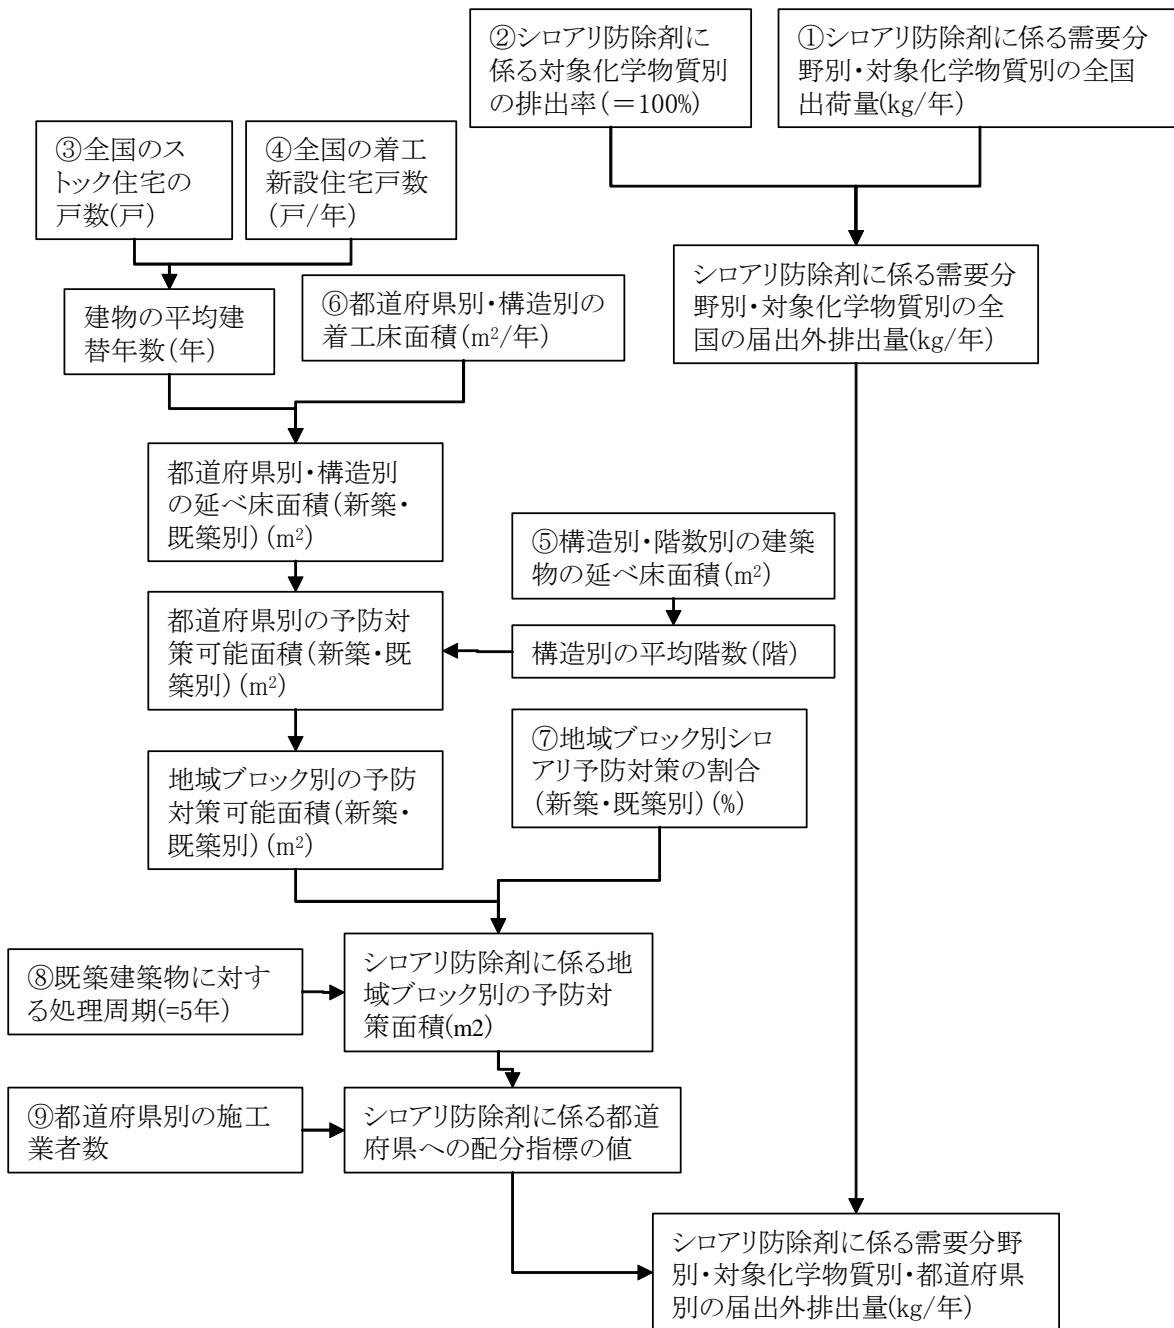 ②シロアリ防除剤に
係る対象化学物質別
の排出率(＝100%)
①シロアリ防除剤に係る需要分
野別・対象化学物質別の全国
出荷量(kg/年)
③全国のス
トック住宅の
戸数(戸)
④全国の着工
新設住宅戸数
(戸/年)
シロアリ防除剤に係る需要分
野別・対象化学物質別の全
国の届出外排出量(kg/年)
建物の平均建
替年数(年)
⑥都道府県別・構造別の
着工床面積(m²/年)
都道府県別・構造別
の延べ床面積(新築・
既築別)(m²)
⑤構造別・階数別の建築
物の延べ床面積(m²)
都道府県別の予防対
策可能面積(新築・既
築別)(m²)
構造別の平均階数(階)
⑦地域ブロック別シロ
アリ予防対策の割合
(新築・既築別)(%)
地域ブロック別の予防
対策可能面積(新築・
既築別)(m²)
⑧既築建築物に対す
る処理周期(=5年)
シロアリ防除剤に係る地
域ブロック別の予防対
策面積(m2)
⑨都道府県別の施工
業者数
シロアリ防除剤に係る都道
府県への配分指標の値
シロアリ防除剤に係る需要分野
別・対象化学物質別・都道府県
別の届出外排出量(kg/年)